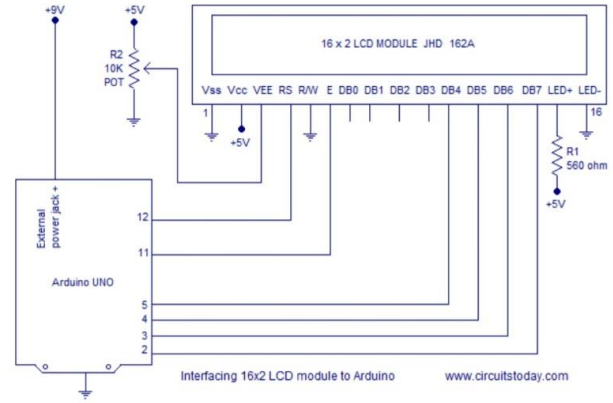 +9V
+5V
R2
10K
POT
16 x 2 LCD MODULE JHD 162A
Vss Vcc VEE RS R/W E DB0 DB1 DB2 DB3 DB4 DB5 DB6 DB7 LED+ LED-
1
16
+5V
R1
560 ohm
+5V
External
power jack +
12
11
Arduino UNO
5
4
3
2
Interfacing 16x2 LCD module to Arduino
www.circuitstoday.com